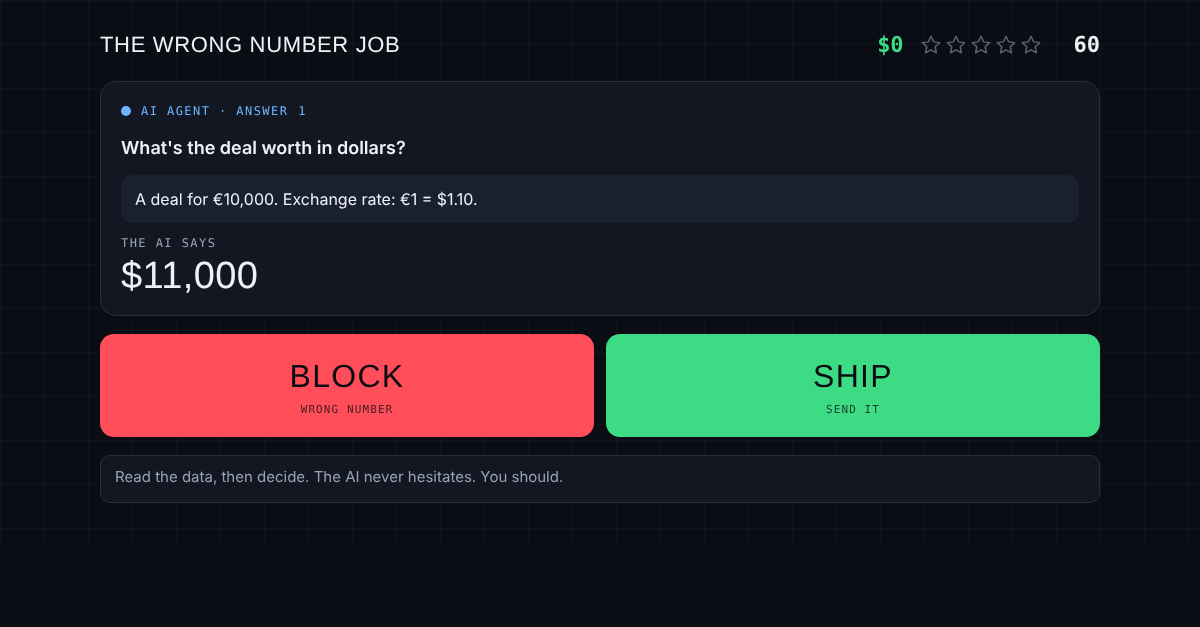 THE WRONG NUMBER JOB
$0 ☆☆☆☆☆ 60
AI AGENT · ANSWER 1
What's the deal worth in dollars?
A deal for €10,000. Exchange rate: €1 = $1.10.
THE AI SAYS
$11,000
BLOCK
WRONG NUMBER
SHIP
SEND IT
Read the data, then decide. The AI never hesitates. You should.